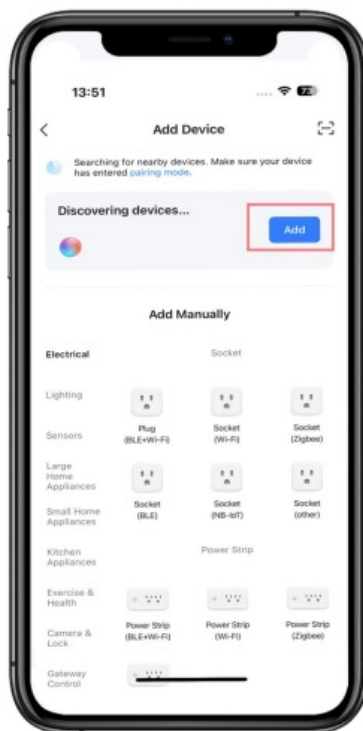 13:51
73
Add Device
Searching for nearby devices. Make sure your device
has entered pairing mode.
Discovering devices...
Add
Add Manually
Electrical
Socket
Lighting
Sensors
Large
Home
Appliances
Small Home
Appliances
Kitchen
Appliances
Exercise &
Health
Camera &
Lock
Gateway
Control
Plug
(BLE+Wi-Fi)
Socket
(Wi-Fi)
Socket
(Zigbee)
Socket
(BLE)
Socket
(NB-IoT)
Socket
(other)
Power Strip
Power Strip
(BLE+Wi-Fi)
Power Strip
(Wi-Fi)
Power Strip
(Zigbee)